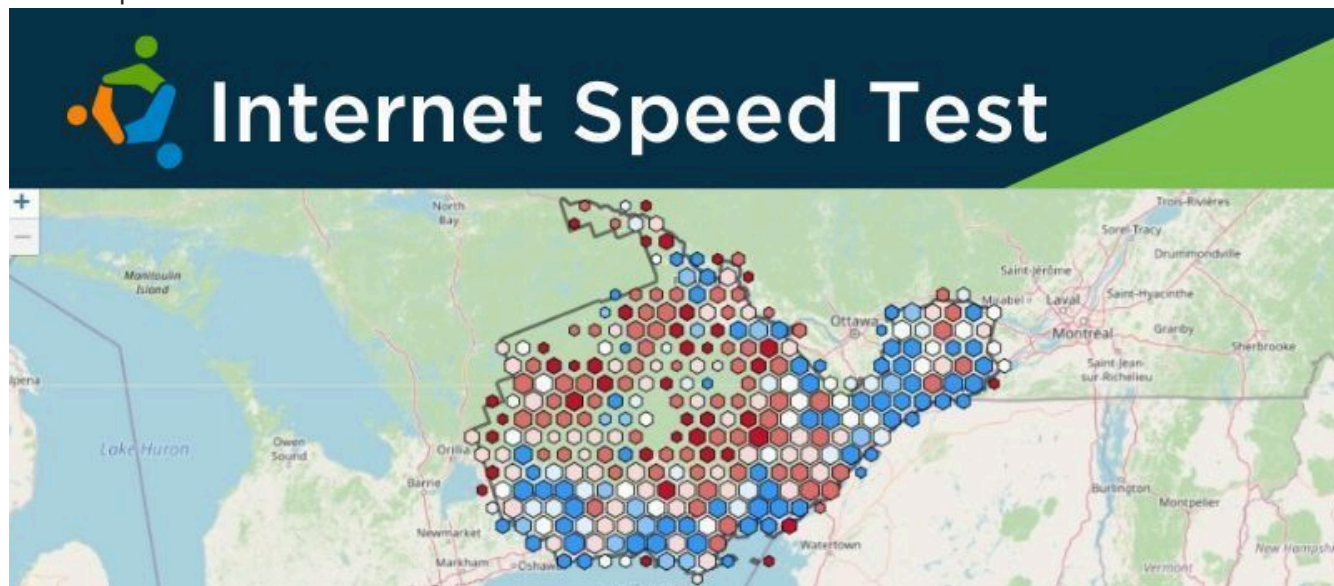 Internet Speed Test
+
−
North
Bay
Trois-Rivières
Sorel-Tracy
Drummondville
Manitoulin
Island
Saint-Jérôme
Mirabel
Laval
Saint-Hyacinthe
Ottawa
Montréal
Granby
Sherbrooke
Saint-Jean-
sur-Richelieu
Lake Huron
Owen
Sound
Orillia
Barrie
Burlington
Montpelier
Newmarket
Watertown
Markham
Oshawa
Vermont